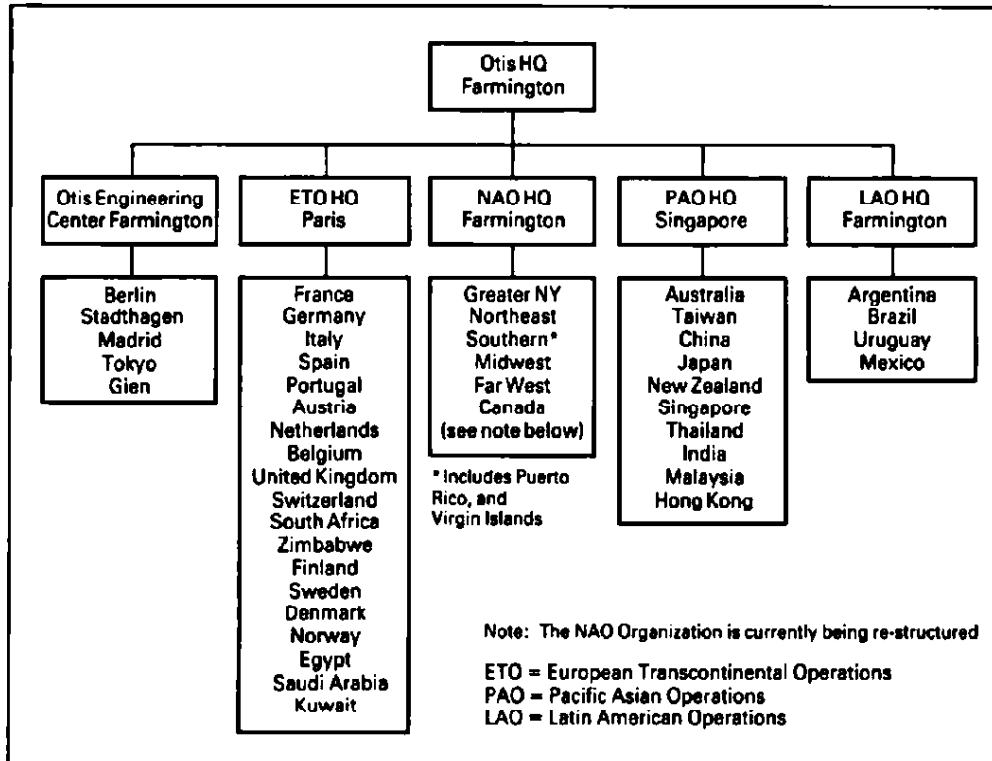 Otis HQ
Farmington
Otis Engineering
Center Farmington
ETO HQ
Paris
NAO HQ
Farmington
PAO HQ
Singapore
LAO HQ
Farmington
Berlin
Stadthagen
Madrid
Tokyo
Gien
France
Germany
Italy
Spain
Portugal
Austria
Netherlands
Belgium
United Kingdom
Switzerland
South Africa
Zimbabwe
Finland
Sweden
Denmark
Norway
Egypt
Saudi Arabia
Kuwait
Greater NY
Northeast
Southern*
Midwest
Far West
Canada
(see note below)
* Includes Puerto
Rico, and
Virgin Islands
Australia
Taiwan
China
Japan
New Zealand
Singapore
Thailand
India
Malaysia
Hong Kong
Argentina
Brazil
Uruguay
Mexico
Note: The NAO Organization is currently being re-structured
ETO = European Transcontinental Operations
PAO = Pacific Asian Operations
LAO = Latin American Operations